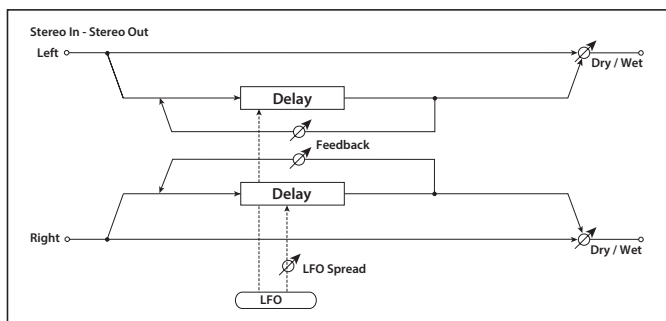 Stereo In - Stereo Out
Left
Dry / Wet
Delay
Feedback
Delay
Right
Dry / Wet
LFO Spread
LFO